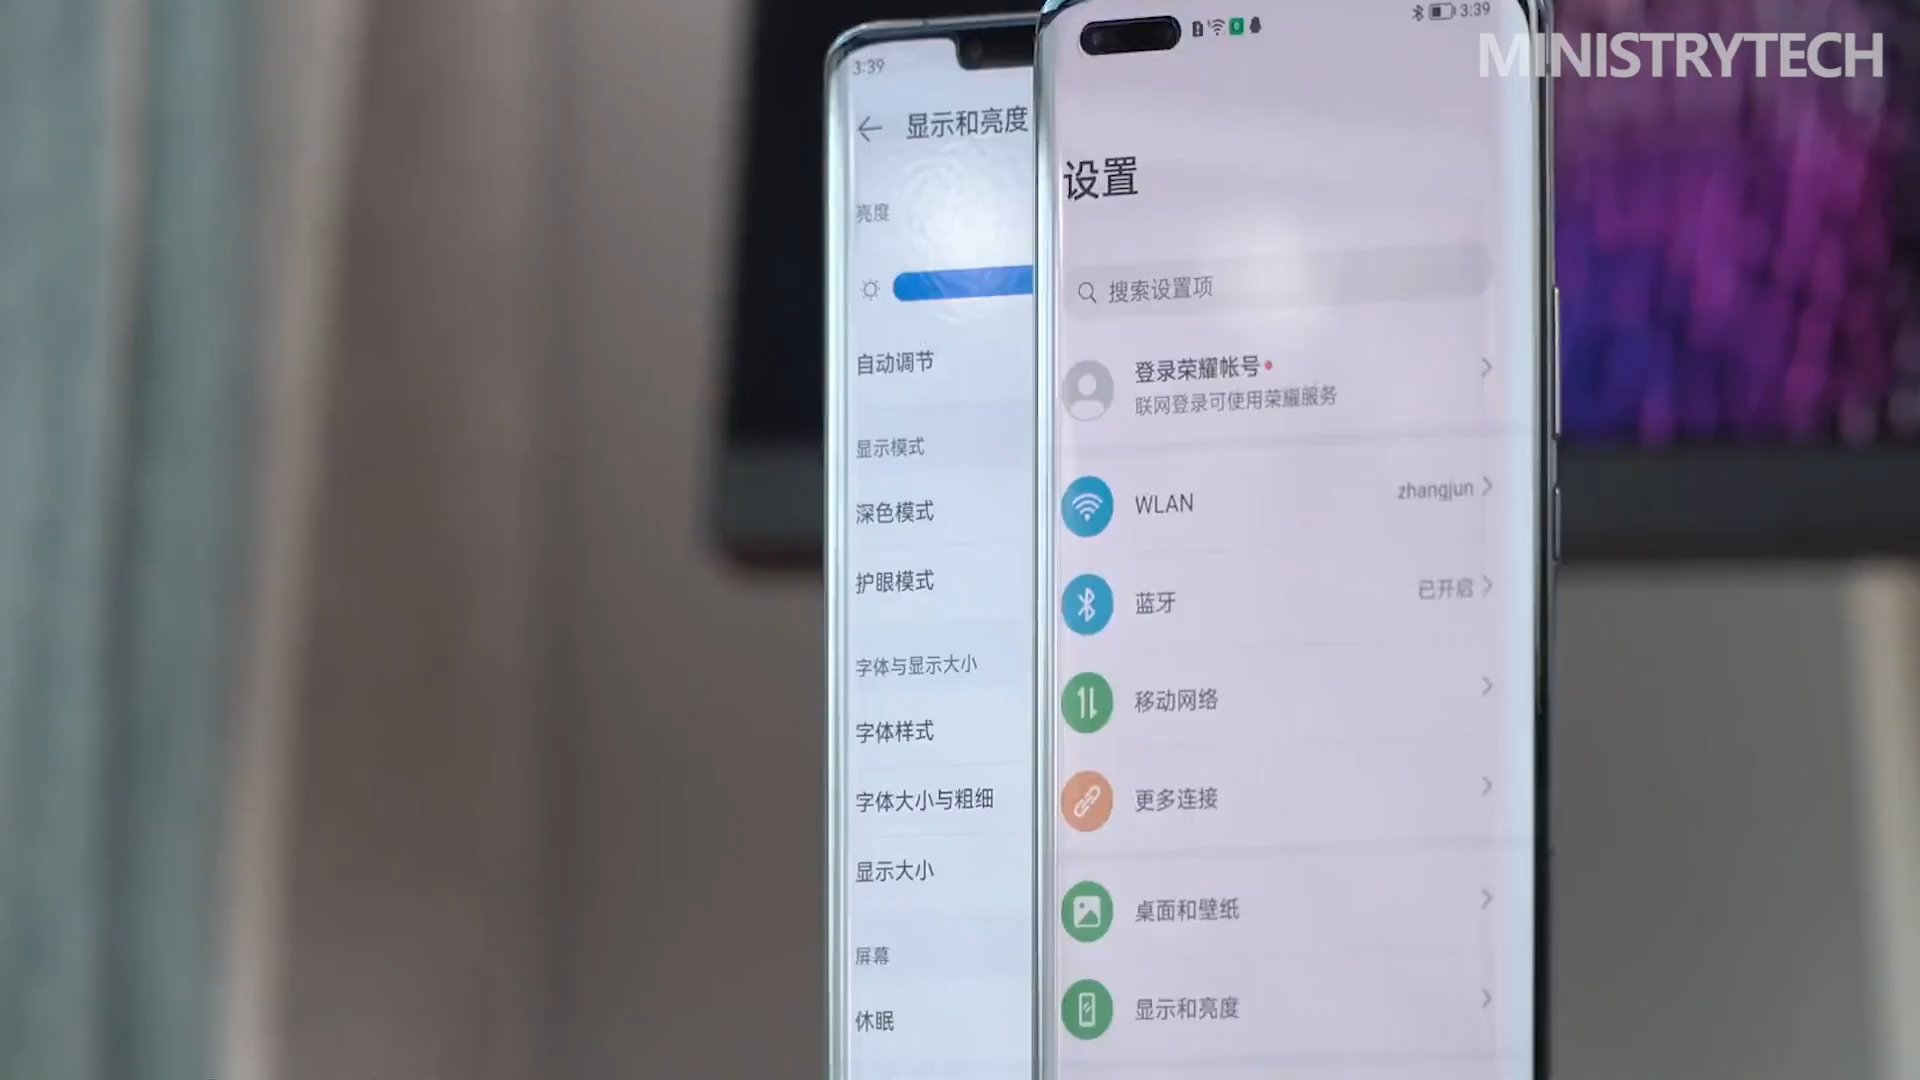 MINISTRYTECH
3:39
显示和亮度
亮度
自动调节
显示模式
深色模式
护眼模式
字体与显示大小
字体样式
字体大小与粗细
显示大小
屏幕
休眠
3:39
设置
搜索设置项
登录荣耀帐号
联网登录可使用荣耀服务
WLAN
zhangjun
蓝牙
已开启
移动网络
更多连接
桌面和壁纸
显示和亮度